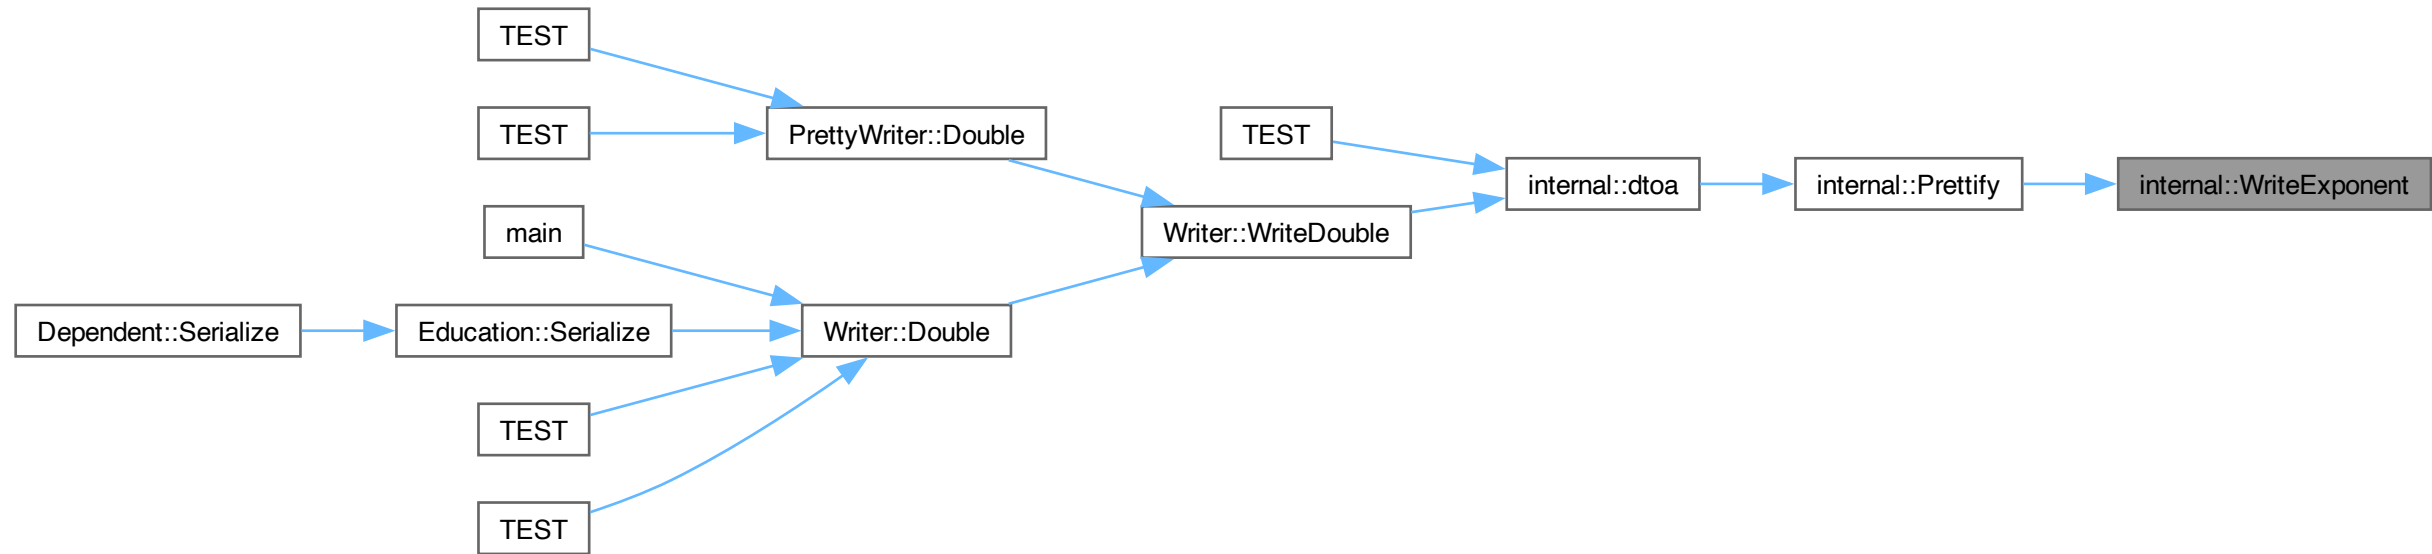 TEST
TEST
PrettyWriter::Double
TEST
internal::dtoa
internal::Prettify
internal::WriteExponent
main
Writer::WriteDouble
Dependent::Serialize
Education::Serialize
Writer::Double
TEST
TEST